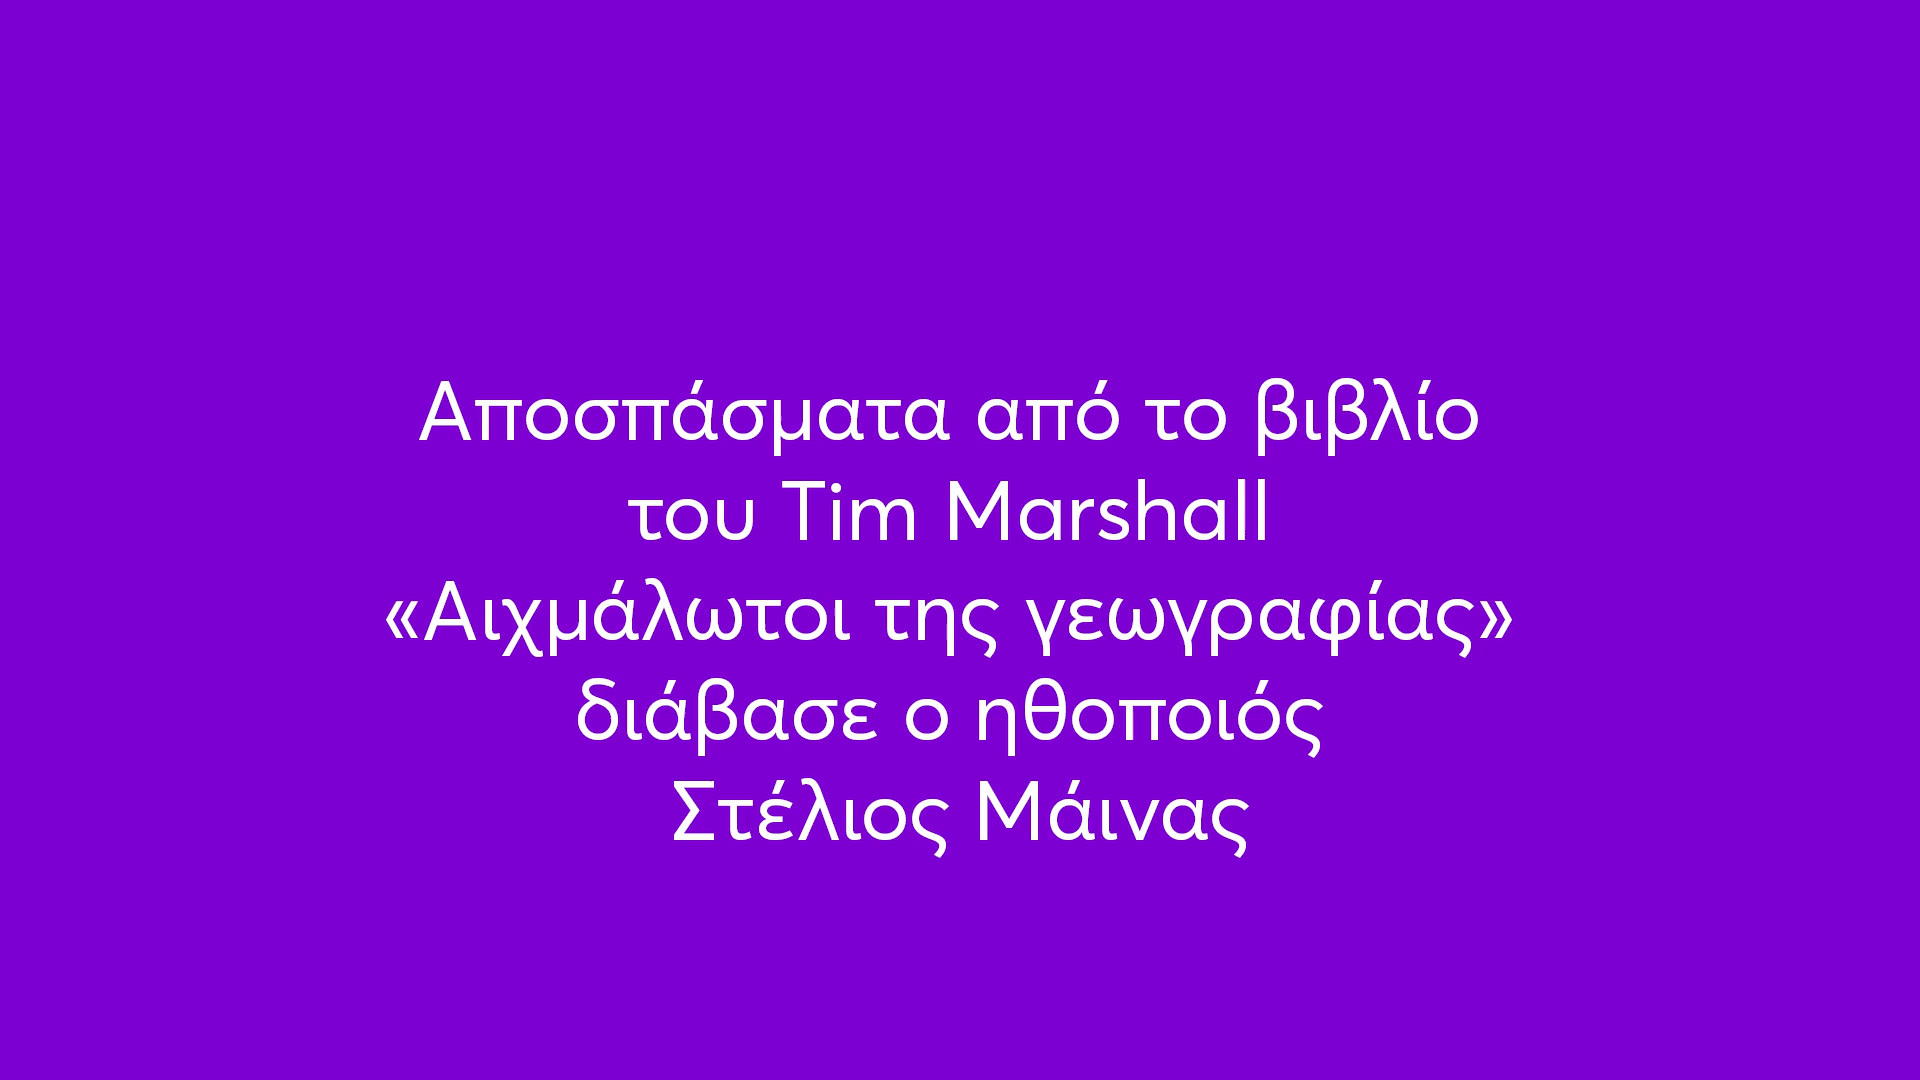 Αποσπάσματα από το βιβλίο
του Tim Marshall
«Αιχμάλωτοι της γεωγραφίας»
διάβασε ο ηθοποιός
Στέλιος Μάινας